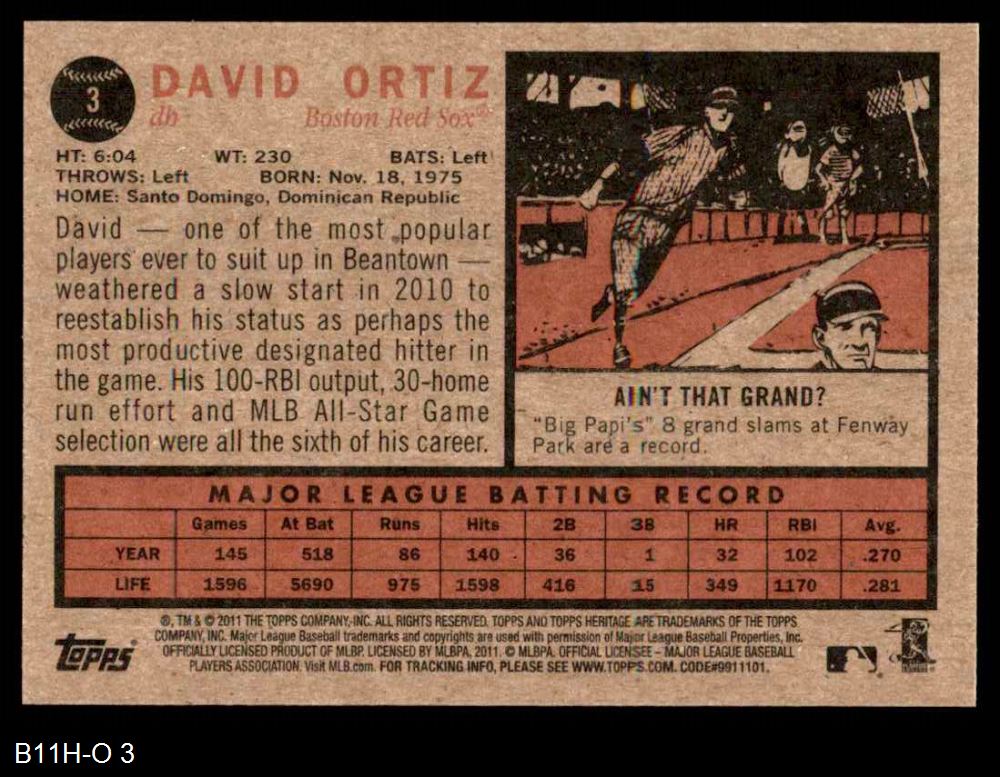 3
DAVID ORTIZ
dh Boston Red Sox™
HT: 6:04 WT: 230 BATS: Left
THROWS: Left BORN: Nov. 18, 1975
HOME: Santo Domingo, Dominican Republic
David — one of the most popular
players ever to suit up in Beantown —
weathered a slow start in 2010 to
reestablish his status as perhaps the
most productive designated hitter in
the game. His 100-RBI output, 30-home
run effort and MLB All-Star Game
selection were all the sixth of his career.
AIN'T THAT GRAND?
"Big Papi's" 8 grand slams at Fenway
Park are a record.
MAJOR LEAGUE BATTING RECORD
Games At Bat Runs Hits 2B 3B HR RBI Avg.
YEAR 145 518 86 140 36 1 32 102 .270
LIFE 1596 5690 975 1598 416 15 349 1170 .281
®, TM & © 2011 THE TOPPS COMPANY, INC. ALL RIGHTS RESERVED. TOPPS AND TOPPS HERITAGE ARE TRADEMARKS OF THE TOPPS
COMPANY, INC. Major League Baseball trademarks and copyrights are used with permission of Major League Baseball Properties, Inc.
OFFICIALLY LICENSED PRODUCT OF MLBP. LICENSED BY MLBPA, 2011. © MLBPA. OFFICIAL LICENSEE – MAJOR LEAGUE BASEBALL
PLAYERS ASSOCIATION. Visit MLB.com. FOR TRACKING INFO, PLEASE SEE WWW.TOPPS.COM. CODE#9911101.
Topps
B11H-O 3